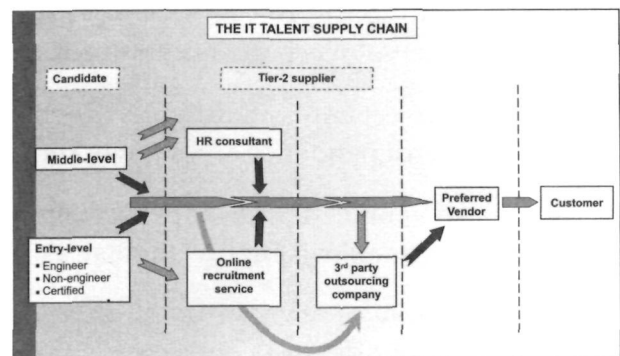 THE IT TALENT SUPPLY CHAIN
Candidate
Tier-2 supplier
HR consultant
Middle-level
Preferred
Vendor
Customer
Entry-level
• Engineer
• Non-engineer
• Certified
Online
recruitment
service
3rd party
outsourcing
company